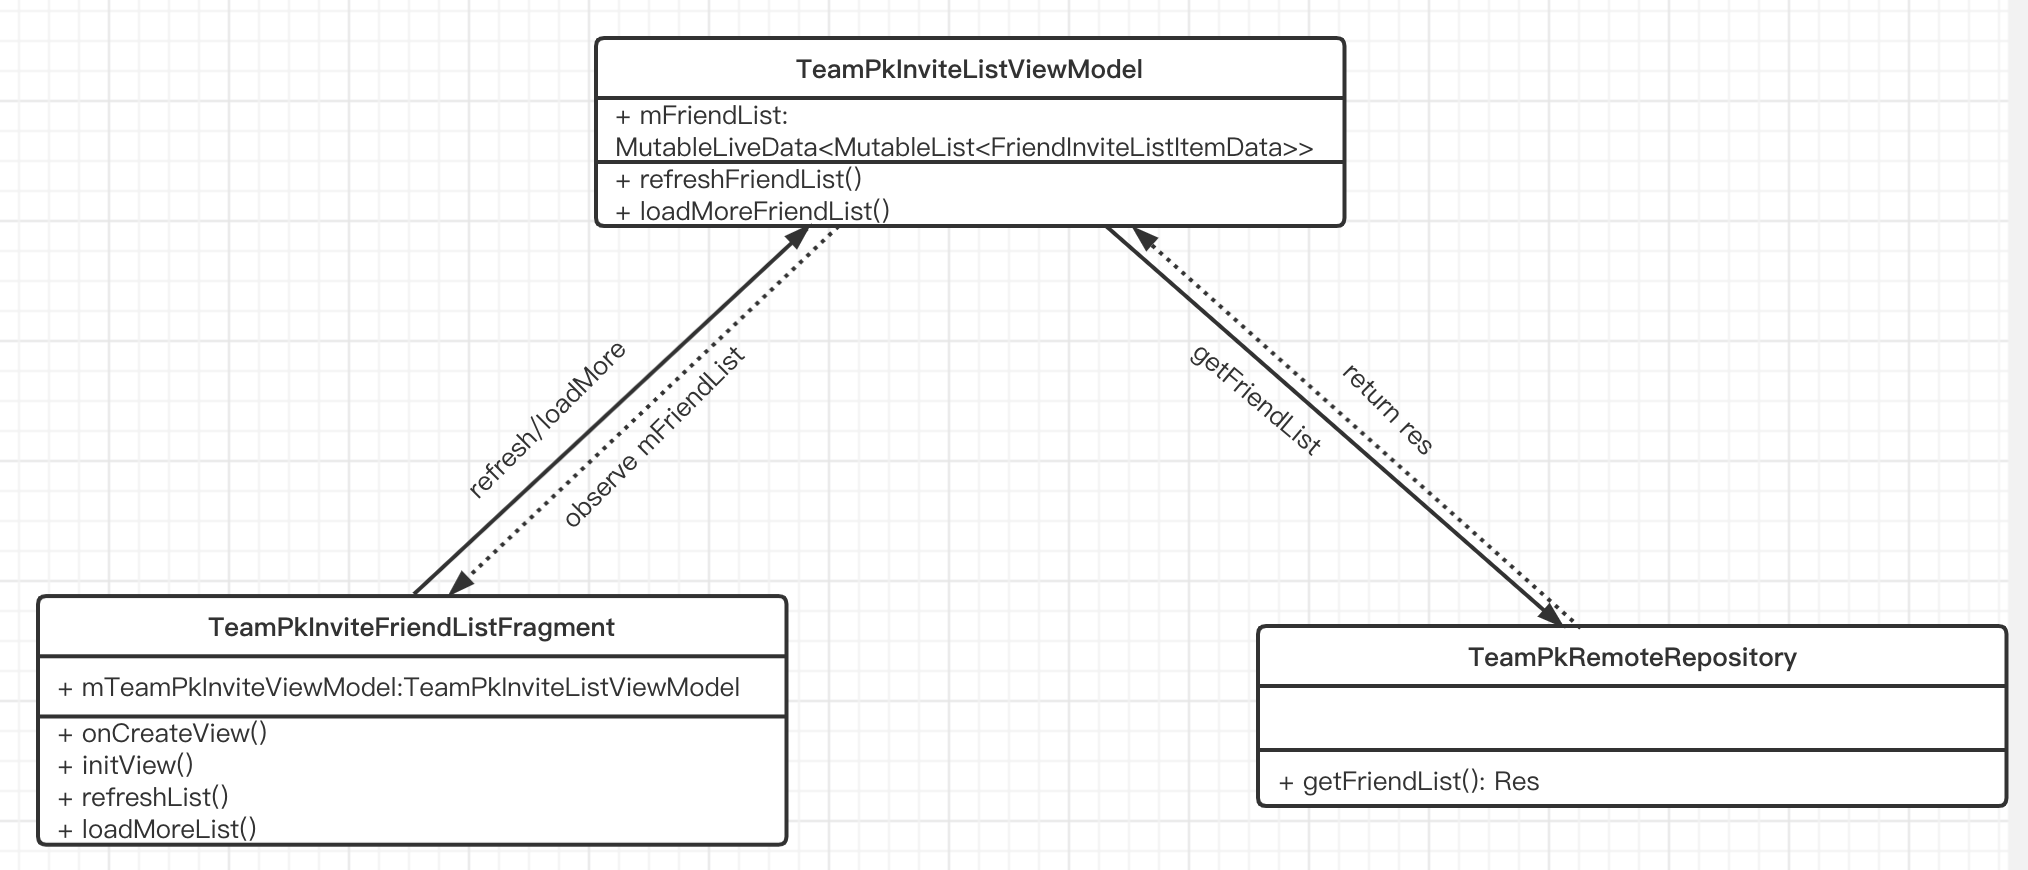 TeamPkInviteListViewModel
+ mFriendList:
MutableLiveData<MutableList<FriendInviteListItemData>>
+ refreshFriendList()
+ loadMoreFriendList()
refresh/loadMore
observe mFriendList
getFriendList
return res
TeamPkInviteFriendListFragment
+ mTeamPkInviteViewModel:TeamPkInviteListViewModel
+ onCreateView()
+ initView()
+ refreshList()
+ loadMoreList()
TeamPkRemoteRepository
+ getFriendList(): Res